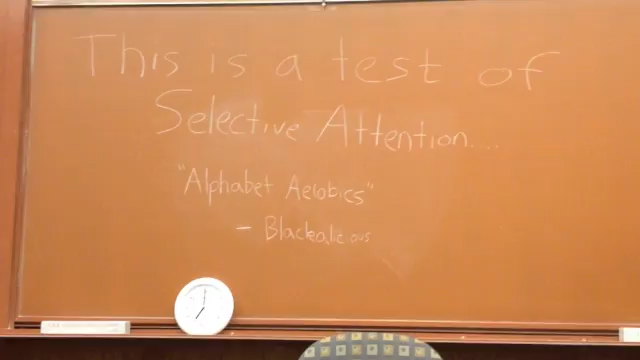 This is a test of
Selective Attention...
"Alphabet Aerobics"
- Blackalicious